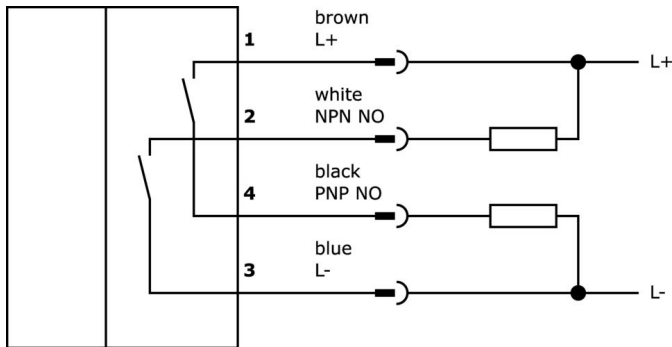 brown
1 L+ L+
white
2 NPN NO
black
4 PNP NO
blue
3 L- L-